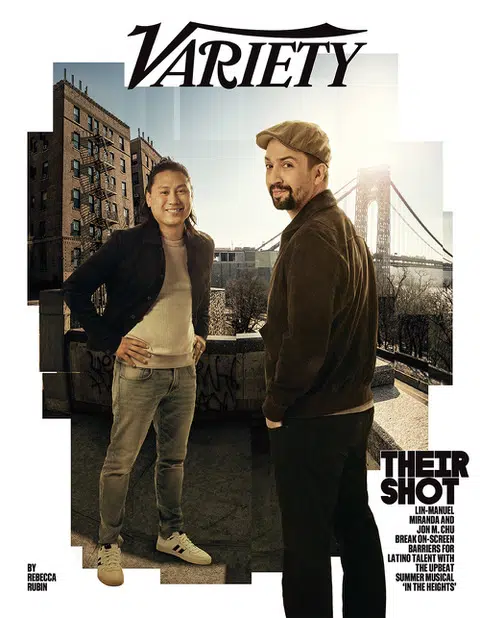 VARIETY
THEIR
SHOT
LIN-MANUEL
MIRANDA AND
JON M. CHU
BREAK ON-SCREEN
BARRIERS FOR
LATINO TALENT WITH
THE UPBEAT
SUMMER MUSICAL
‘IN THE HEIGHTS’
BY
REBECCA
RUBIN